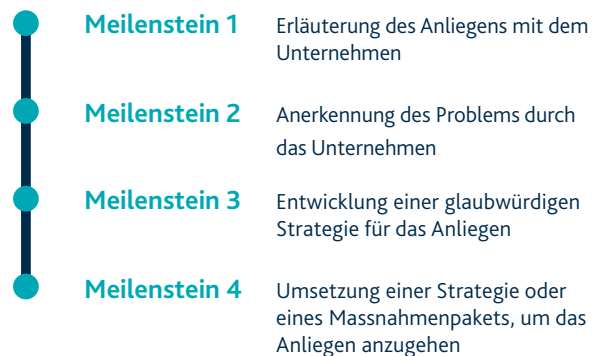 Meilenstein 1
Erläuterung des Anliegens mit dem
Unternehmen
Meilenstein 2
Anerkennung des Problems durch
das Unternehmen
Meilenstein 3
Entwicklung einer glaubwürdigen
Strategie für das Anliegen
Meilenstein 4
Umsetzung einer Strategie oder
eines Massnahmenpakets, um das
Anliegen anzugehen